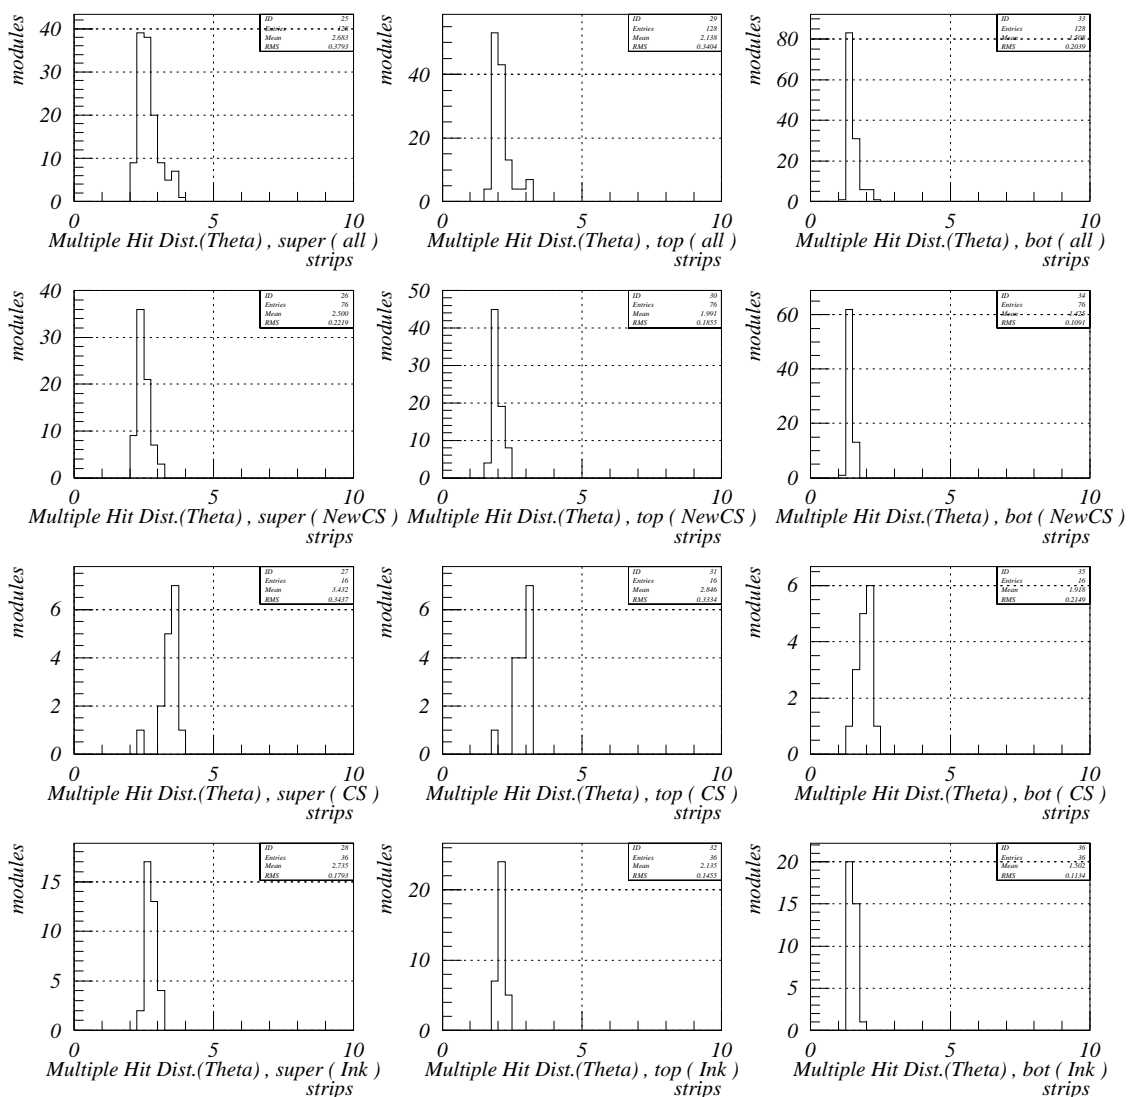 modules
40
30
20
10
0
0 5 10
ID 25
Entries 128
Mean 2.683
RMS 0.3793
Multiple Hit Dist.(Theta) , super ( all )
strips
modules
40
20
0
0 5 10
ID 29
Entries 128
Mean 2.138
RMS 0.3404
Multiple Hit Dist.(Theta) , top ( all )
strips
modules
80
60
40
20
0
0 5 10
ID 33
Entries 128
Mean
RMS 0.2039
Multiple Hit Dist.(Theta) , bot ( all )
strips
modules
40
30
20
10
0
0 5 10
ID 26
Entries 76
Mean 2.500
RMS 0.2219
Multiple Hit Dist.(Theta) , super ( NewCS )
strips
modules
50
40
30
20
10
0
0 5 10
ID 30
Entries 76
Mean 1.991
RMS 0.1855
Multiple Hit Dist.(Theta) , top ( NewCS )
strips
modules
60
40
20
0
0 5 10
ID 34
Entries 76
Mean 1.425
RMS 0.1091
Multiple Hit Dist.(Theta) , bot ( NewCS )
strips
modules
6
4
2
0
0 5 10
ID 27
Entries 16
Mean 3.432
RMS 0.3437
Multiple Hit Dist.(Theta) , super ( CS )
strips
modules
6
4
2
0
0 5 10
ID 31
Entries 16
Mean 2.846
RMS 0.3334
Multiple Hit Dist.(Theta) , top ( CS )
strips
modules
6
4
2
0
0 5 10
ID 35
Entries 16
Mean 1.918
RMS 0.2149
Multiple Hit Dist.(Theta) , bot ( CS )
strips
modules
15
10
5
0
0 5 10
ID 28
Entries 36
Mean 2.735
RMS 0.1793
Multiple Hit Dist.(Theta) , super ( Ink )
strips
modules
20
10
0
0 5 10
ID 32
Entries 36
Mean 2.135
RMS 0.1455
Multiple Hit Dist.(Theta) , top ( Ink )
strips
modules
20
15
10
5
0
0 5 10
ID 36
Entries 36
Mean 1.502
RMS 0.1134
Multiple Hit Dist.(Theta) , bot ( Ink )
strips